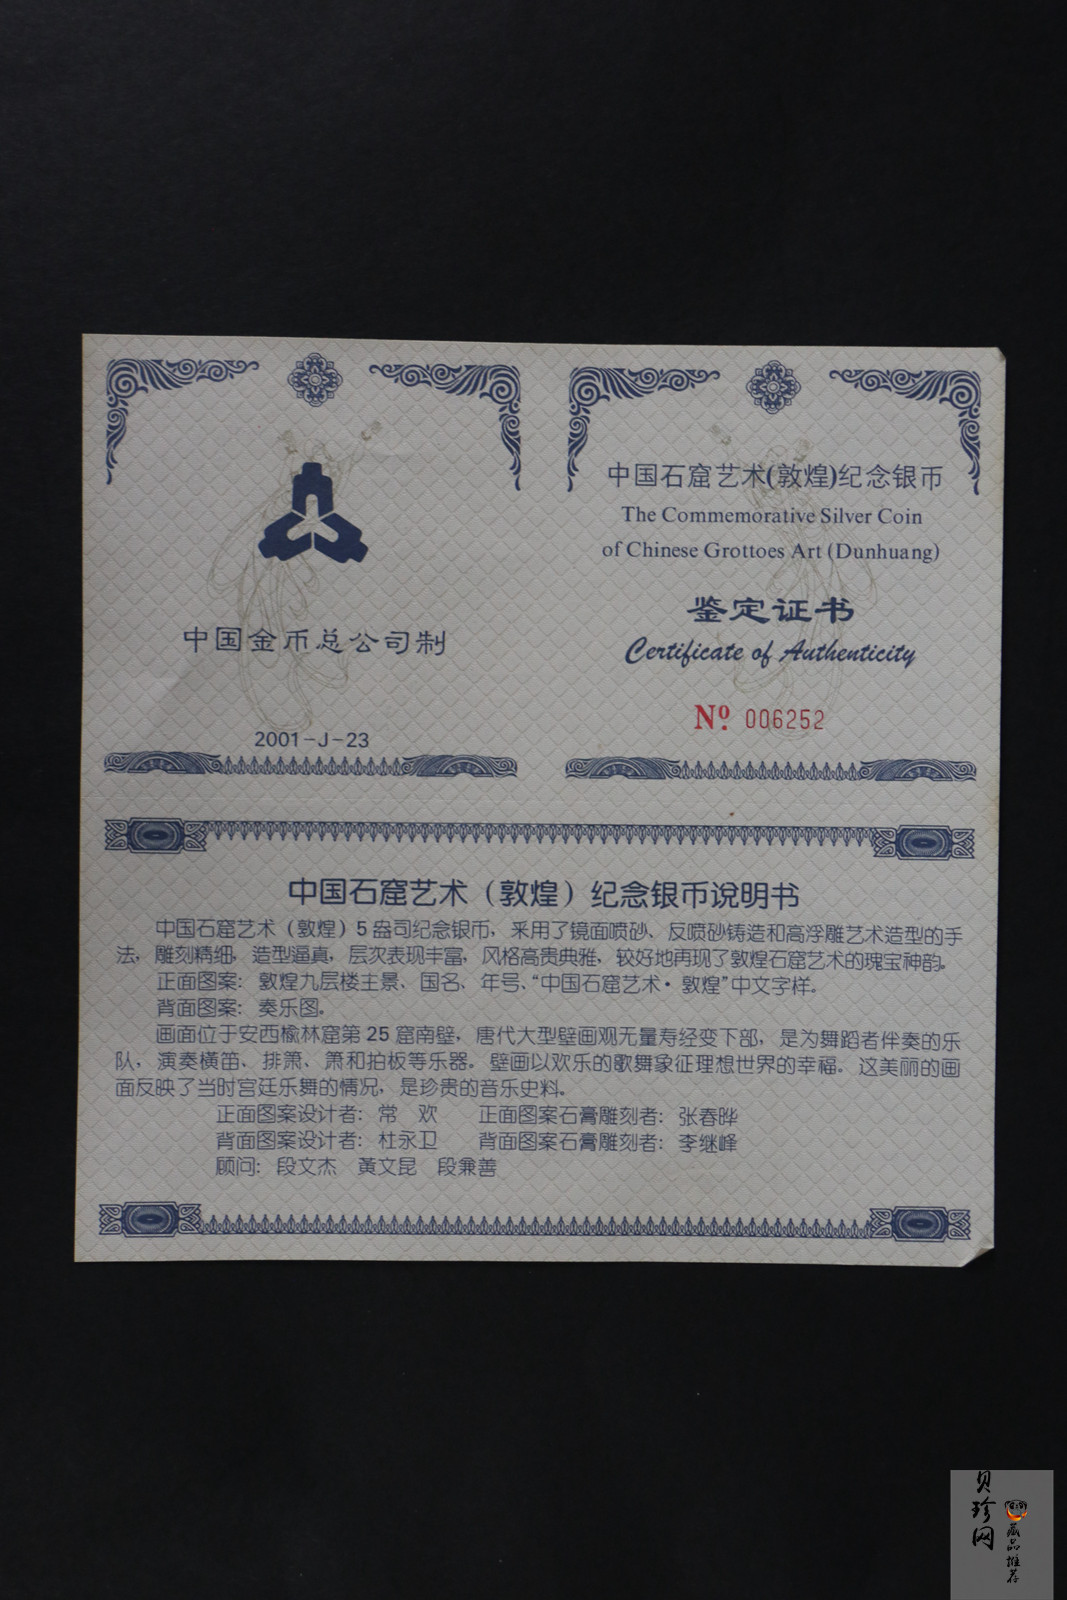 中国金币总公司制
2001-J-23
中国石窟艺术(敦煌)纪念银币
The Commemorative Silver Coin
of Chinese Grottoes Art (Dunhuang)
鉴定证书
Certificate of Authenticity
Nº 006252
中国石窟艺术（敦煌）纪念银币说明书
中国石窟艺术（敦煌）5盎司纪念银币，采用了镜面喷砂、反喷砂铸造和高浮雕艺术造型的手
法，雕刻精细，造型逼真，层次表现丰富，风格高贵典雅，较好地再现了敦煌石窟艺术的瑰宝神韵。
正面图案：敦煌九层楼主景、国名、年号、“中国石窟艺术·敦煌”中文字样。
背面图案：奏乐图。
画面位于安西榆林窟第25窟南壁，唐代大型壁画观无量寿经变下部，是为舞蹈者伴奏的乐
队，演奏横笛、排箫、箫和拍板等乐器。壁画以欢乐的歌舞象征理想世界的幸福。这美丽的画
面反映了当时宫廷乐舞的情况，是珍贵的音乐史料。
正面图案设计者：常 欢 正面图案石膏雕刻者：张春晔
背面图案设计者：杜永卫 背面图案石膏雕刻者：李继峰
顾问：段文杰 黄文昆 段兼善
贝珍网
藏品推荐